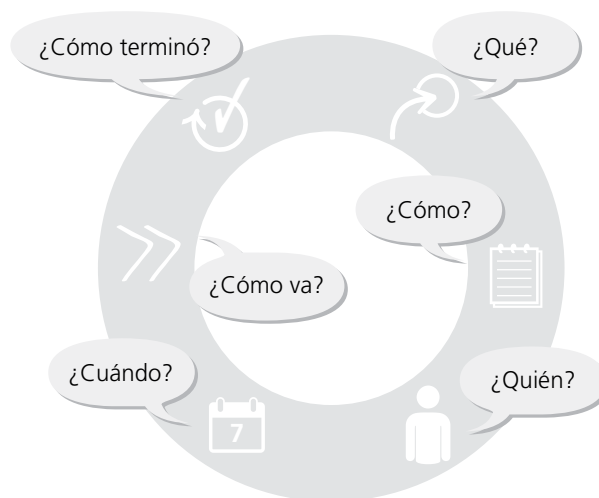 ¿Cómo terminó?
¿Qué?
¿Cómo?
¿Cómo va?
¿Cuándo?
¿Quién?
7